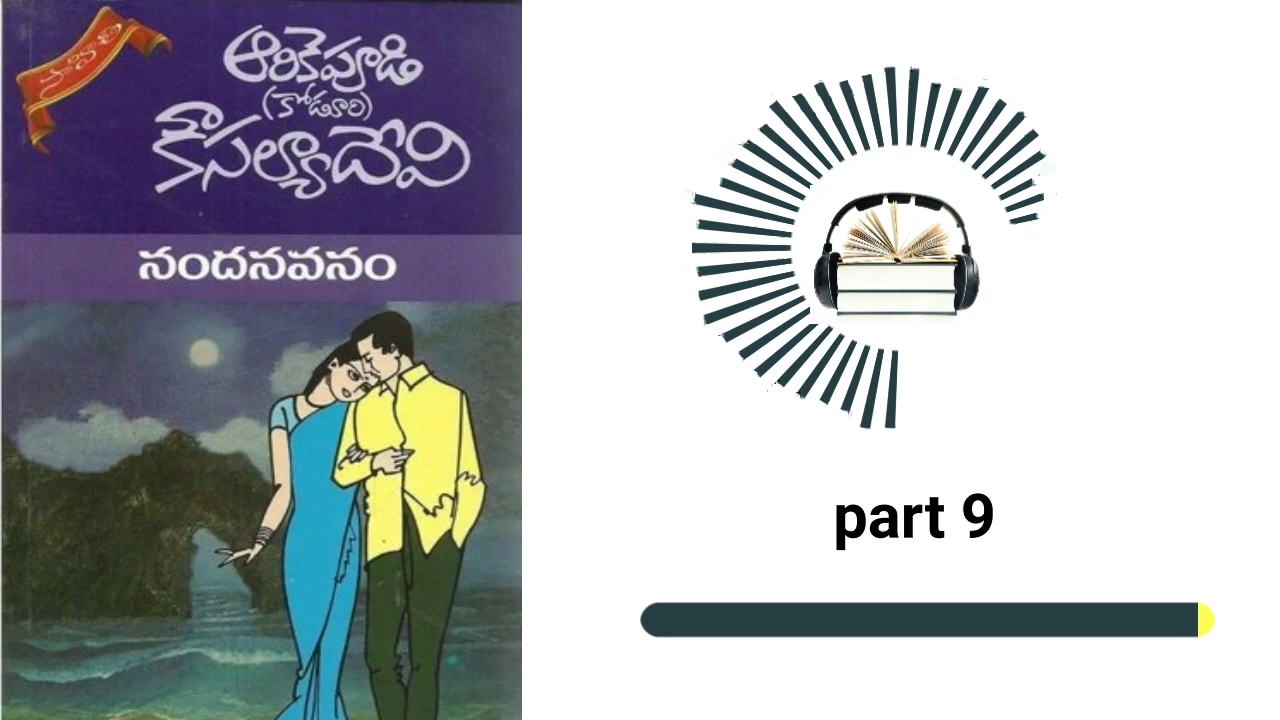 నావెల్
ఆరికెపూడి
(కోడూరి)
కౌసల్యాదేవి
నందనవనం
part 9